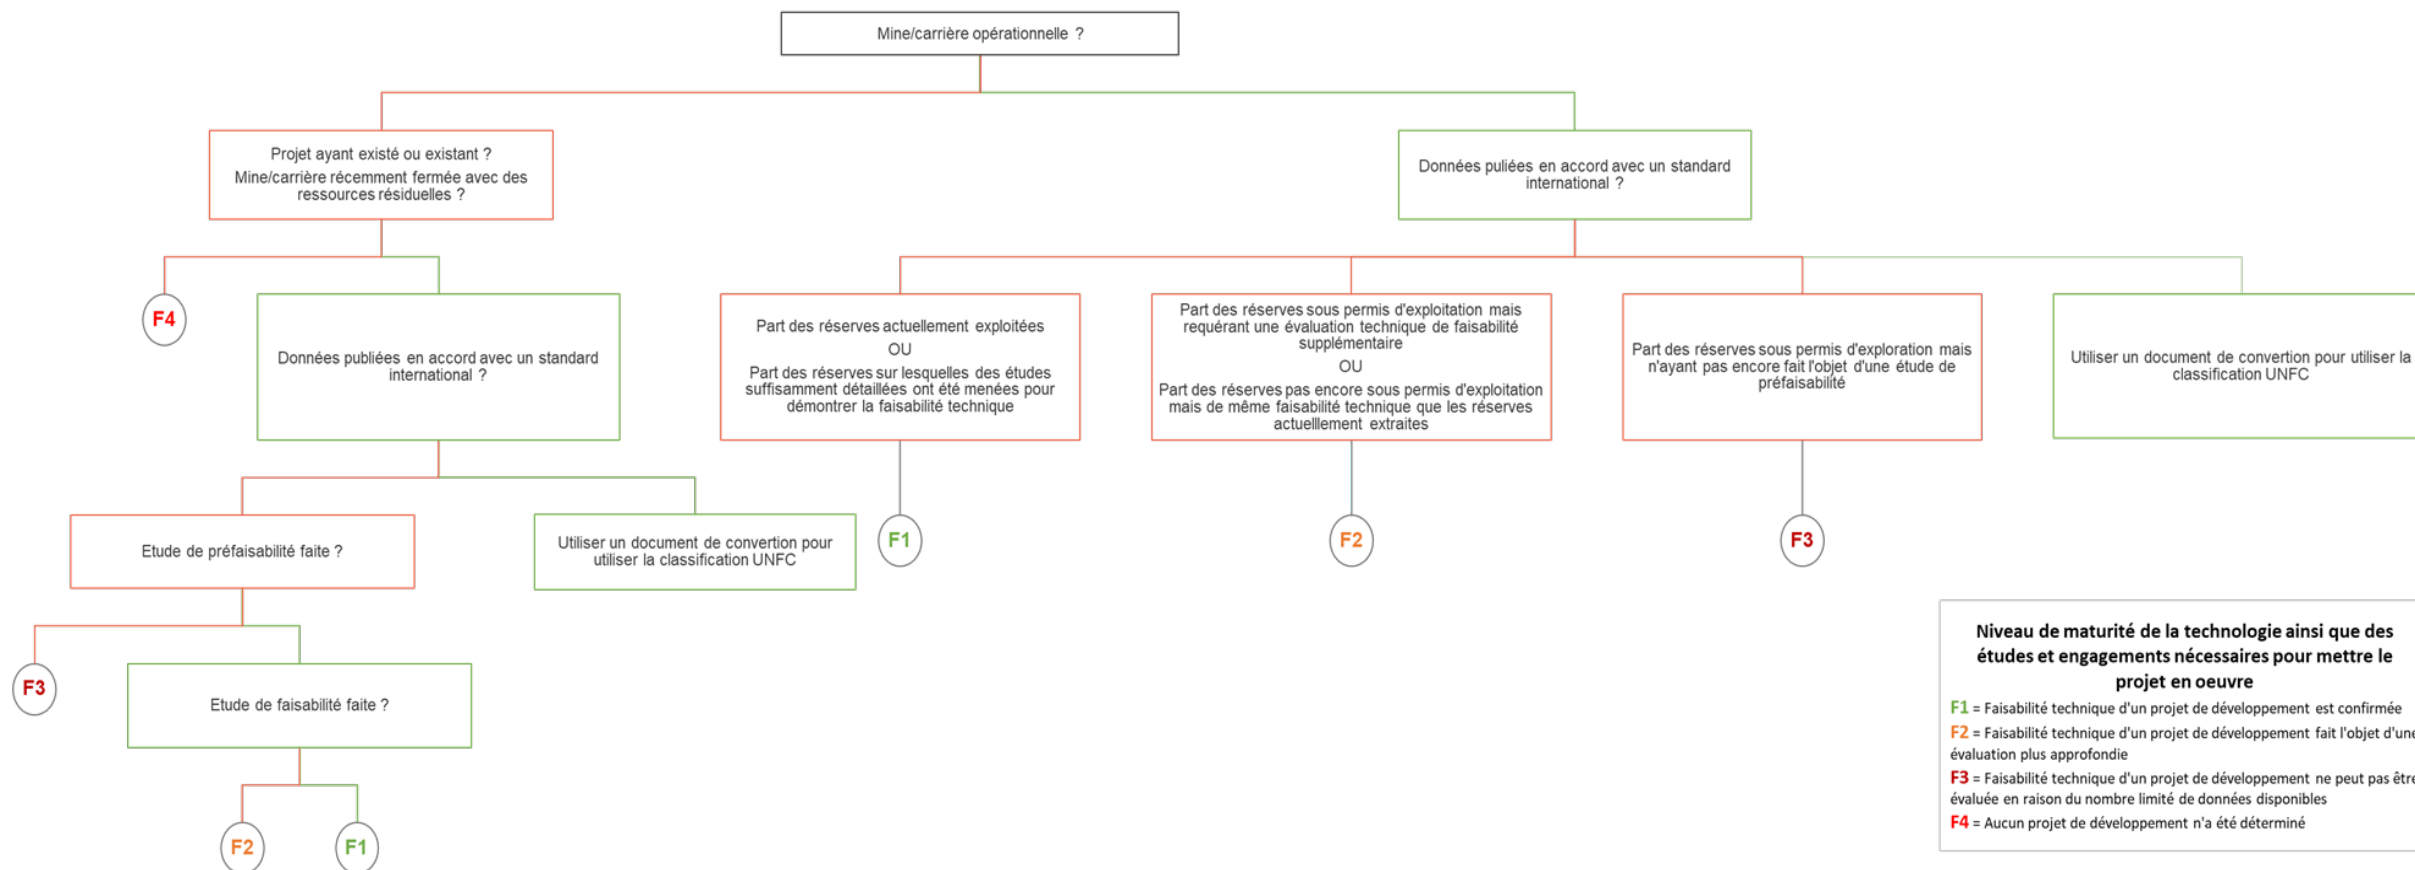 Mine/carrière opérationnelle ?
Projet ayant existé ou existant ?
Mine/carrière récemment fermée avec des
ressources résiduelles ?
Données puliées en accord avec un standard
international ?
F4
Données publiées en accord avec un standard
international ?
Part des réserves actuellement exploitées
OU
Part des réserves sur lesquelles des études
suffisamment détaillées ont été menées pour
démontrer la faisabilité technique
Part des réserves sous permis d'exploitation mais
requérant une évaluation technique de faisabilité
supplémentaire
OU
Part des réserves pas encore sous permis d'exploitation
mais de même faisabilité technique que les réserves
actuelllement extraites
Part des réserves sous permis d'exploration mais
n'ayant pas encore fait l'objet d'une étude de
préfaisabilité
Utiliser un document de convertion pour utiliser la
classification UNFC
Etude de préfaisabilité faite ?
Utiliser un document de convertion pour
utiliser la classification UNFC
F1
F2
F3
F3
Etude de faisabilité faite ?
F2
F1
Niveau de maturité de la technologie ainsi que des
études et engagements nécessaires pour mettre le
projet en oeuvre
F1 = Faisabilité technique d'un projet de développement est confirmée
F2 = Faisabilité technique d'un projet de développement fait l'objet d'une
évaluation plus approfondie
F3 = Faisabilité technique d'un projet de développement ne peut pas être
évaluée en raison du nombre limité de données disponibles
F4 = Aucun projet de développement n'a été déterminé